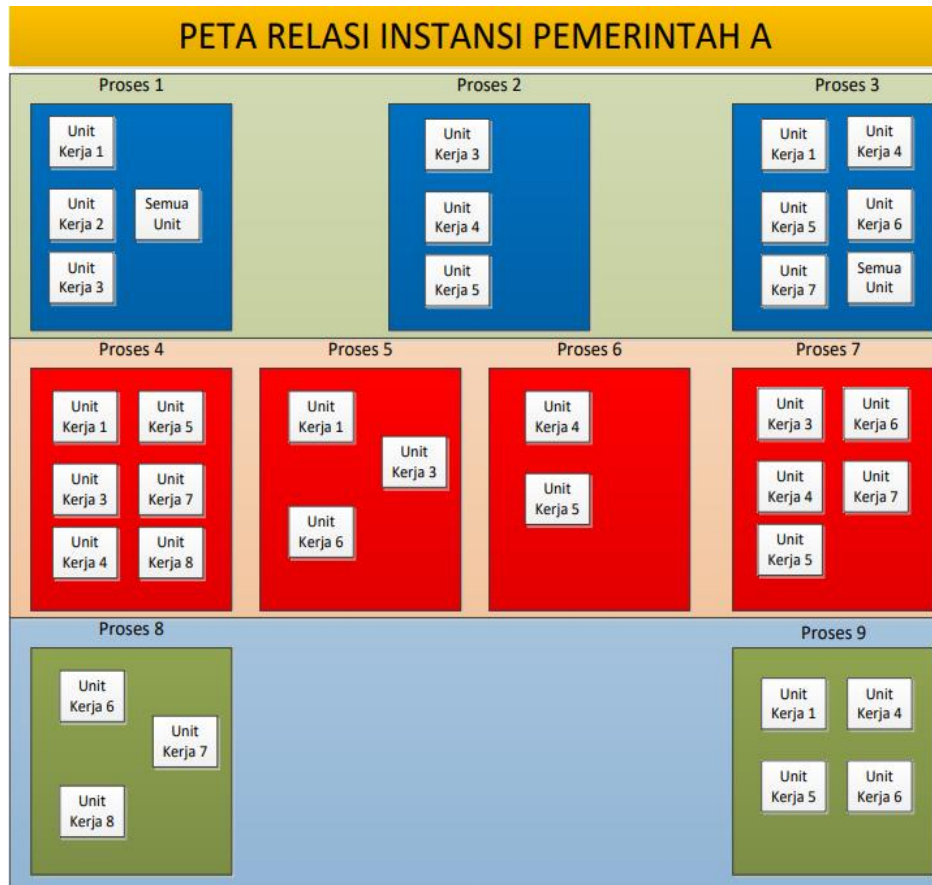 PETA RELASI INSTANSI PEMERINTAH A
Proses 1
Unit
Kerja 1
Unit
Kerja 2
Semua
Unit
Unit
Kerja 3
Proses 2
Unit
Kerja 3
Unit
Kerja 4
Unit
Kerja 5
Proses 3
Unit
Kerja 1
Unit
Kerja 4
Unit
Kerja 5
Unit
Kerja 6
Unit
Kerja 7
Semua
Unit
Proses 4
Unit
Kerja 1
Unit
Kerja 5
Unit
Kerja 3
Unit
Kerja 7
Unit
Kerja 4
Unit
Kerja 8
Proses 5
Unit
Kerja 1
Unit
Kerja 3
Unit
Kerja 6
Proses 6
Unit
Kerja 4
Unit
Kerja 5
Proses 7
Unit
Kerja 3
Unit
Kerja 6
Unit
Kerja 4
Unit
Kerja 7
Unit
Kerja 5
Proses 8
Unit
Kerja 6
Unit
Kerja 7
Unit
Kerja 8
Proses 9
Unit
Kerja 1
Unit
Kerja 4
Unit
Kerja 5
Unit
Kerja 6